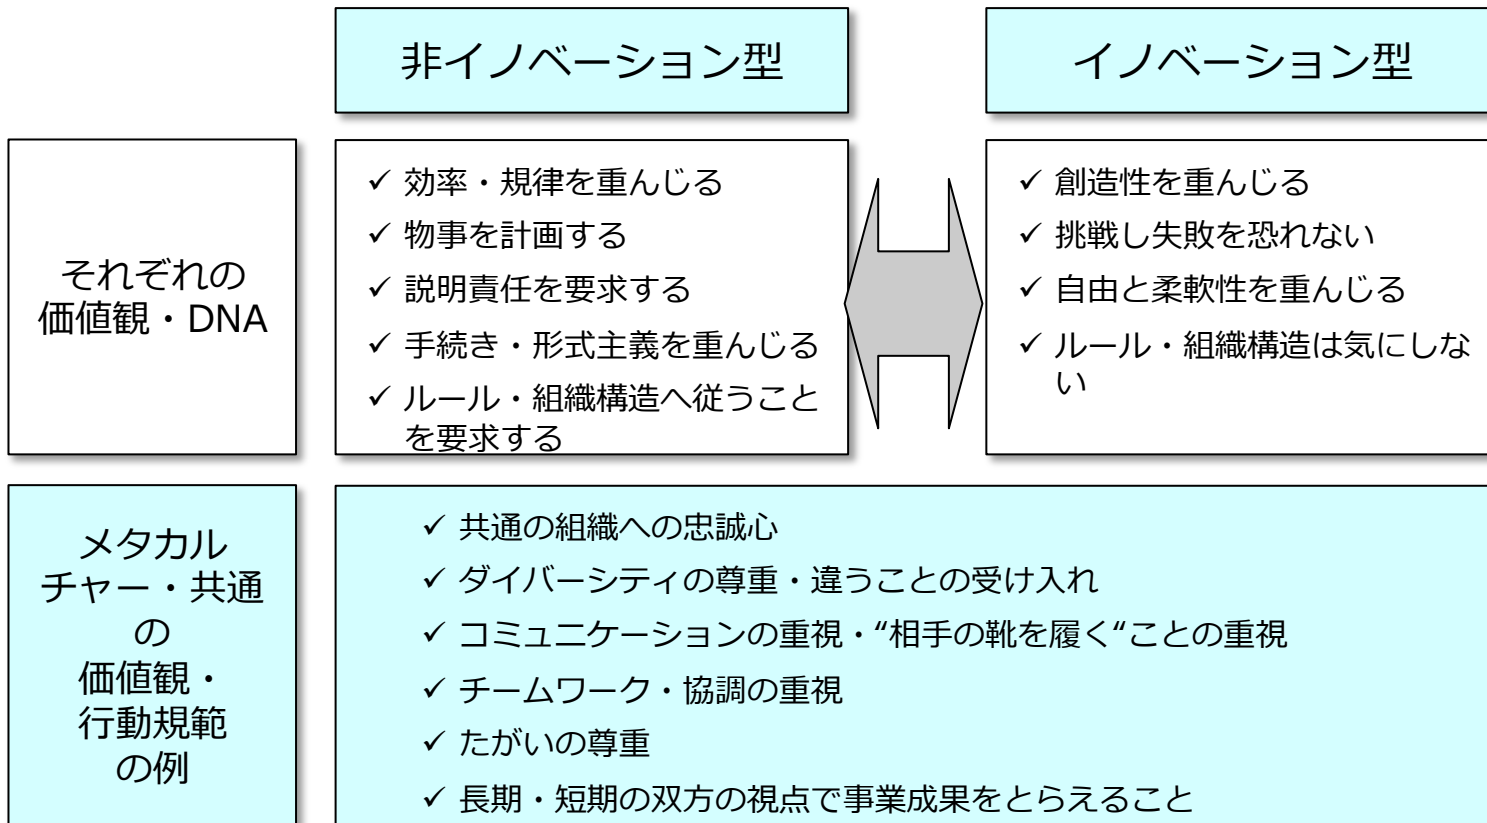 非イノベーション型
イノベーション型
それぞれの
価値観・DNA
✓ 効率・規律を重んじる
✓ 物事を計画する
✓ 説明責任を要求する
✓ 手続き・形式主義を重んじる
✓ ルール・組織構造へ従うこと
を要求する
✓ 創造性を重んじる
✓ 挑戦し失敗を恐れない
✓ 自由と柔軟性を重んじる
✓ ルール・組織構造は気にしな
い
メタカル
チャー・共通
の
価値観・
行動規範
の例
✓ 共通の組織への忠誠心
✓ ダイバーシティの尊重・違うことの受け入れ
✓ コミュニケーションの重視・“相手の靴を履く“ことの重視
✓ チームワーク・協調の重視
✓ たがいの尊重
✓ 長期・短期の双方の視点で事業成果をとらえること